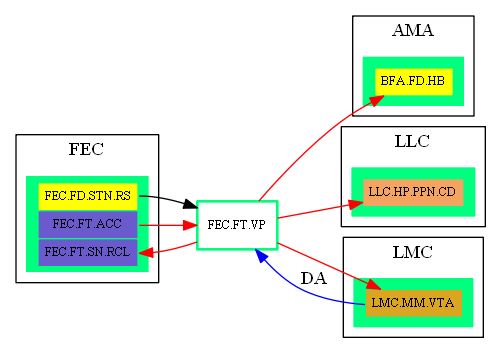 AMA
BFA.FD.HB
FEC
FEC.FD.STN.RS
FEC.FT.ACC
FEC.FT.SN.RCL
FEC.FT.VP
LLC
LLC.HP.PPN.CD
LMC
DA
LMC.MM.VTA